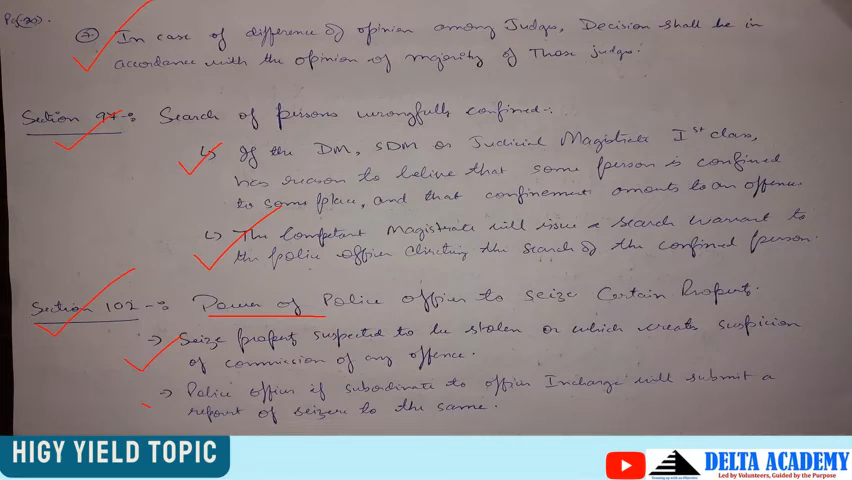 Pg(20).
(7) In case of difference of opinion among Judges, Decision shall be in
accordance with the opinion of majority of those judges.
Section 97-: Search of persons wrongfully confined:.
↳ If the DM, SDM or Judicial Magistrate Ist class,
has reason to believe that some person is confined
to some place, and that confinement amounts to an offence.
↳ The Competant Magistrate will issue a search warrant to
the police officer directing the search of the confined person.
Section 102-: Power of Police officer to seize Certain Property.
→ Seize property suspected to be stolen or which creates suspicion
of commission of any offence.
→ Police officer if subordinate to officer Incharge will submit a
report of seizure to the same.
HIGY YIELD TOPIC
DELTA ACADEMY
Led by Volunteers, Guided by the Purpose